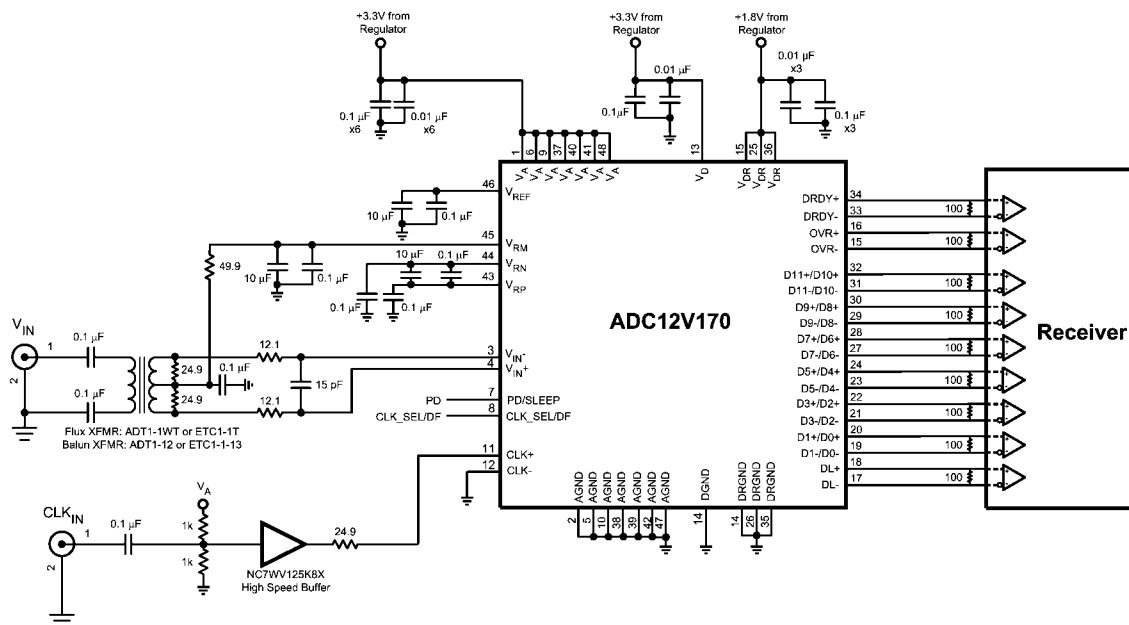 +3.3V from
Regulator
+3.3V from
Regulator
+1.8V from
Regulator
0.1 µF
x6
0.01 µF
x6
0.01 µF
0.1µF
0.01 µF
x3
0.1 µF
x3
1
6
9
37
40
41
48
13
15
25
36
VA
VA
VA
VA
VA
VA
VA
VD
VDR
VDR
VDR
46
VREF
10 µF
0.1 µF
45
VRM
49.9
10 µF
0.1 µF
44
VRN
43
VRP
10 µF
0.1 µF
0.1 µF
0.1 µF
ADC12V170
VIN
1
2
0.1 µF
0.1 µF
24.9
24.9
0.1 µF
12.1
12.1
15 pF
3
VIN-
4
VIN+
Flux XFMR: ADT1-1WT or ETC1-1T
Balun XFMR: ADT1-12 or ETC1-1-13
PD
7
PD/SLEEP
CLK_SEL/DF
8
CLK_SEL/DF
11
CLK+
12
CLK-
CLKIN
1
2
0.1 µF
VA
1k
1k
NC7WV125K8X
High Speed Buffer
24.9
AGND
AGND
AGND
AGND
AGND
AGND
AGND
DGND
DRGND
DRGND
DRGND
2
5
10
38
39
42
47
14
14
26
35
DRDY+
34
DRDY-
33
100
OVR+
16
OVR-
15
100
D11+/D10+
32
D11-/D10-
31
100
D9+/D8+
30
D9-/D8-
29
100
D7+/D6+
28
D7-/D6-
27
100
D5+/D4+
24
D5-/D4-
23
100
D3+/D2+
22
D3-/D2-
21
100
D1+/D0+
20
D1-/D0-
19
100
DL+
18
DL-
17
100
Receiver